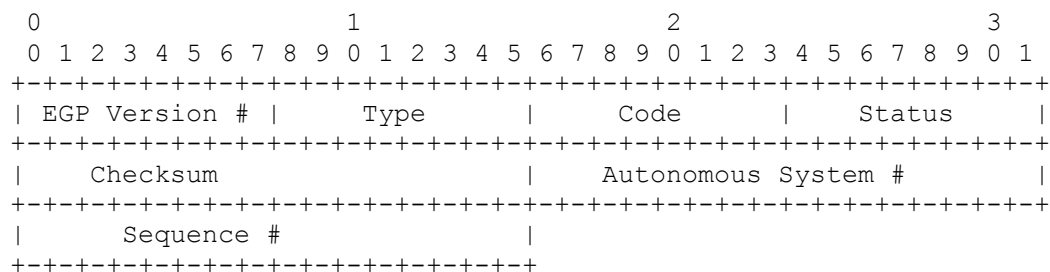 0                   1                   2                   3
 0 1 2 3 4 5 6 7 8 9 0 1 2 3 4 5 6 7 8 9 0 1 2 3 4 5 6 7 8 9 0 1
+-+-+-+-+-+-+-+-+-+-+-+-+-+-+-+-+-+-+-+-+-+-+-+-+-+-+-+-+-+-+-+-+
| EGP Version # |     Type      |     Code      |    Status     |
+-+-+-+-+-+-+-+-+-+-+-+-+-+-+-+-+-+-+-+-+-+-+-+-+-+-+-+-+-+-+-+-+
|    Checksum                   |    Autonomous System #        |
+-+-+-+-+-+-+-+-+-+-+-+-+-+-+-+-+-+-+-+-+-+-+-+-+-+-+-+-+-+-+-+-+
|      Sequence #               |
+-+-+-+-+-+-+-+-+-+-+-+-+-+-+-+-+